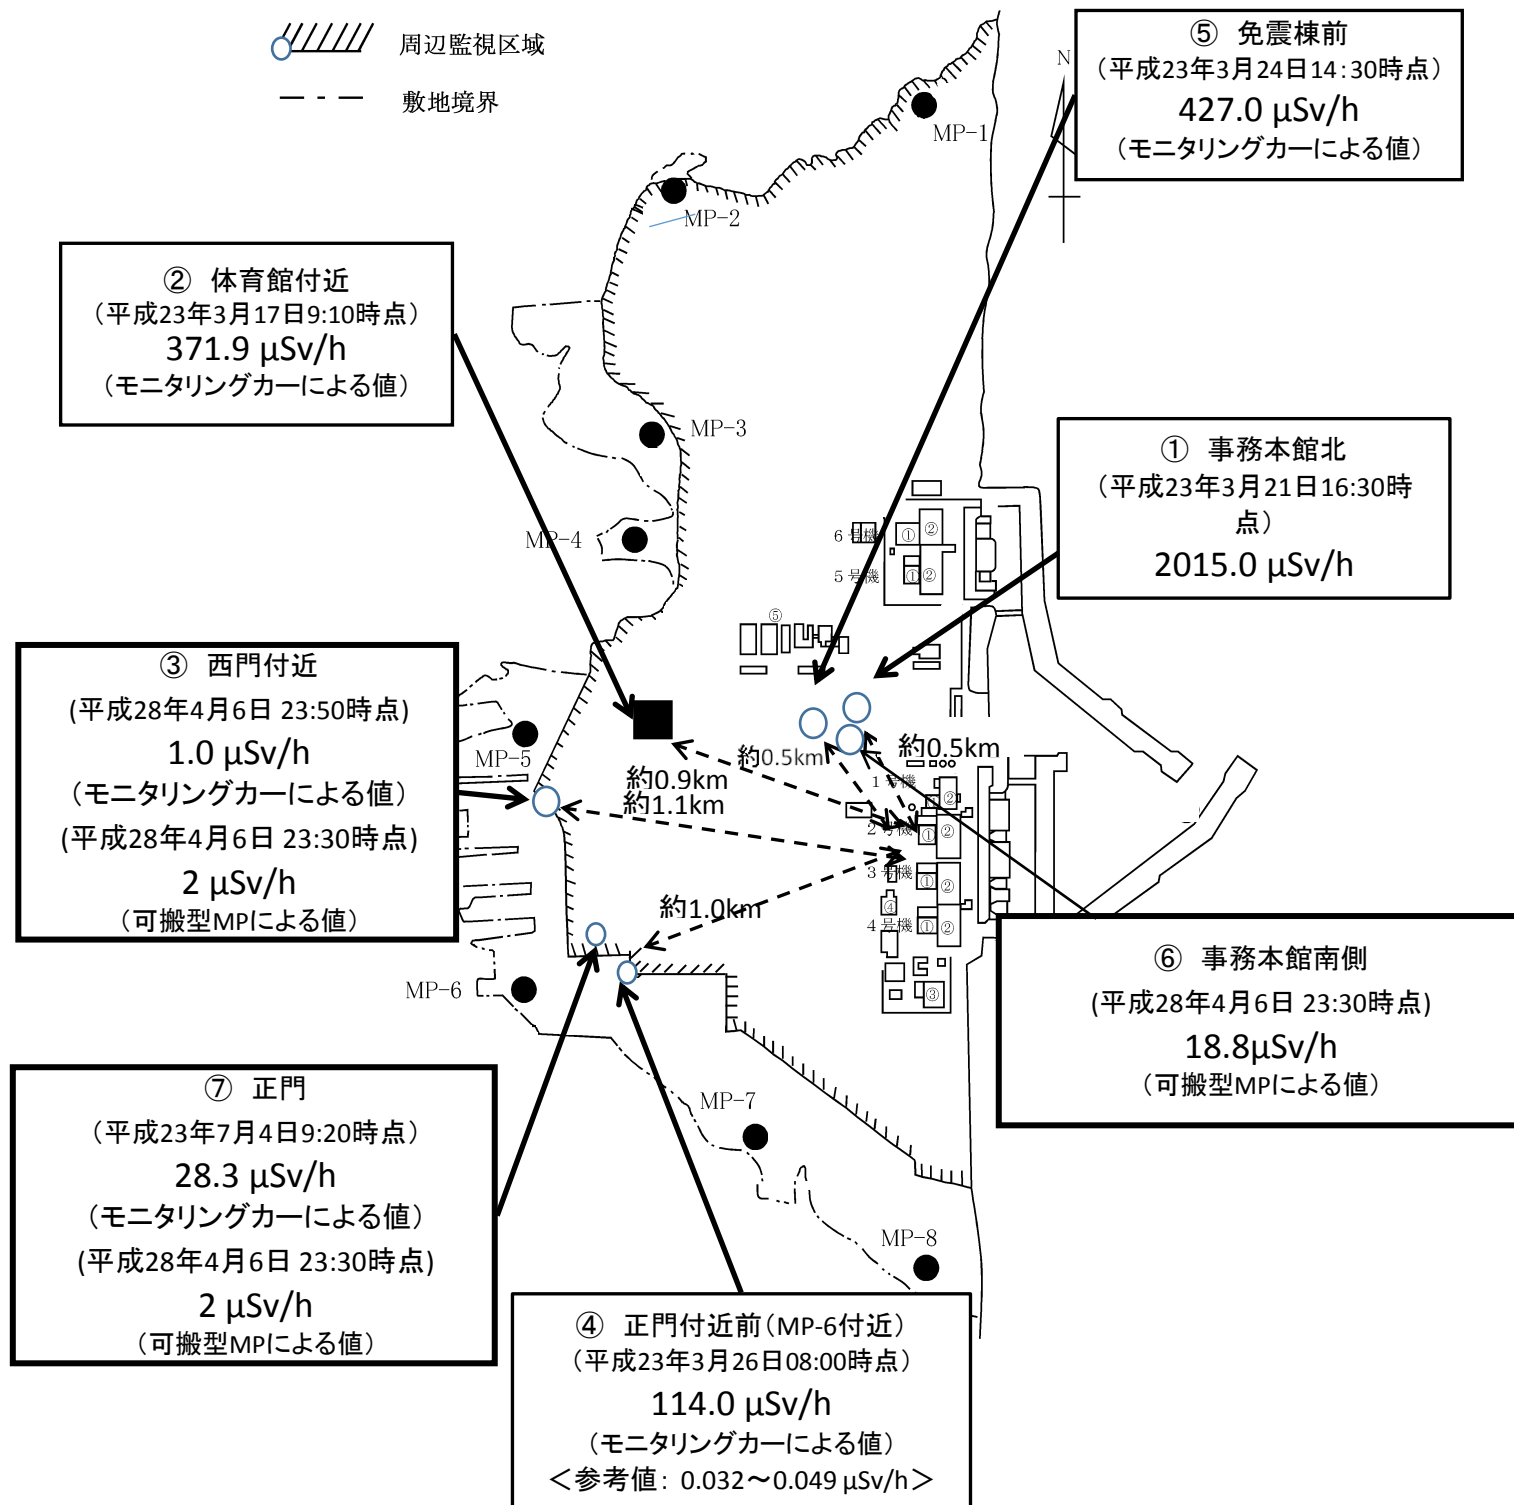 周辺監視区域
敷地境界
N
⑤ 免震棟前
(平成23年3月24日14:30時点)
427.0 μSv/h
(モニタリングカーによる値)
MP-1
MP-2
② 体育館付近
(平成23年3月17日9:10時点)
371.9 μSv/h
(モニタリングカーによる値)
MP-3
① 事務本館北
(平成23年3月21日16:30時
点)
2015.0 μSv/h
MP-4
6号機
① ②
5号機
① ②
⑤
③ 西門付近
(平成28年4月6日 23:50時点)
1.0 μSv/h
(モニタリングカーによる値)
(平成28年4月6日 23:30時点)
2 μSv/h
(可搬型MPによる値)
MP-5
約0.5km
約0.5km
約0.9km
約1.1km
1号機
① ②
2号機
① ②
3号機
① ②
④
約1.0km
4号機
① ②
③
MP-6
⑥ 事務本館南側
(平成28年4月6日 23:30時点)
18.8μSv/h
(可搬型MPによる値)
⑦ 正門
(平成23年7月4日9:20時点)
28.3 μSv/h
(モニタリングカーによる値)
(平成28年4月6日 23:30時点)
2 μSv/h
(可搬型MPによる値)
MP-7
MP-8
④ 正門付近前(MP-6付近)
(平成23年3月26日08:00時点)
114.0 μSv/h
(モニタリングカーによる値)
<参考値: 0.032~0.049 μSv/h>